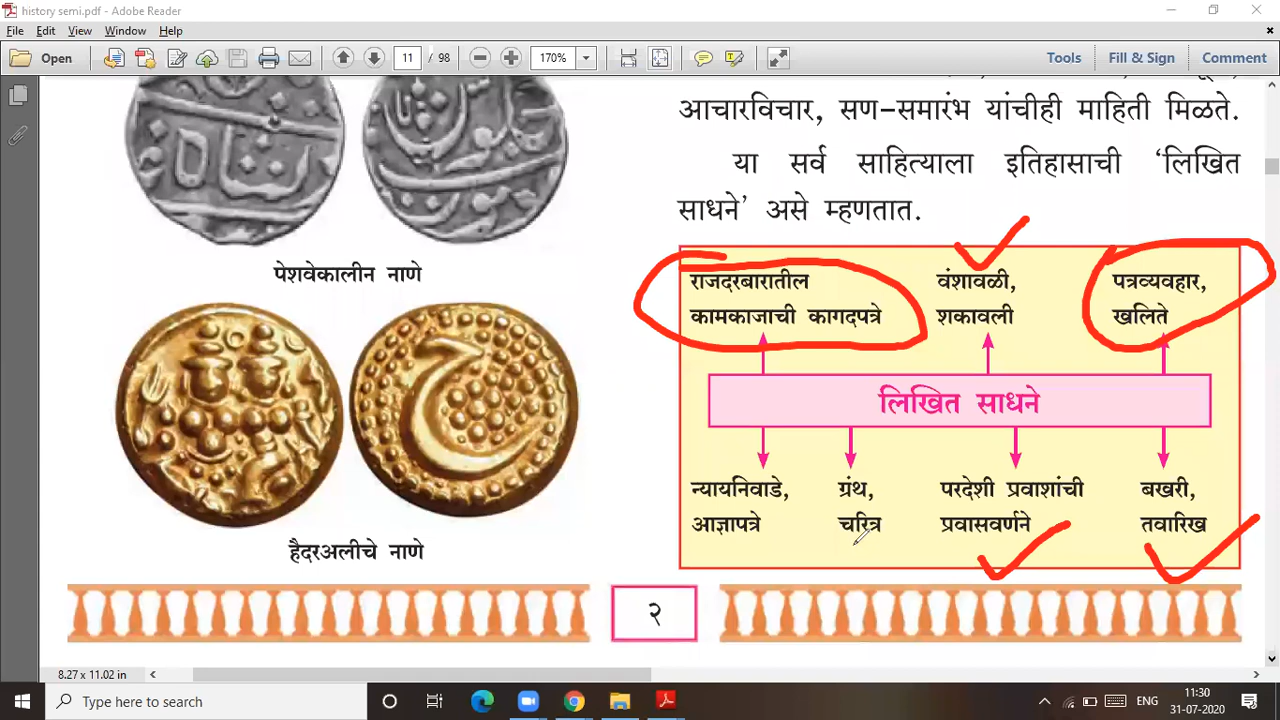 history semi.pdf - Adobe Reader
File Edit View Window Help
Open 11 / 98 170% Tools Fill & Sign Comment
आचारविचार, सण-समारंभ यांचीही माहिती मिळते.
या सर्व साहित्याला इतिहासाची ‘लिखित
साधने’ असे म्हणतात.
पेशवेकालीन नाणे
हैदरअलीचे नाणे
राजदरबारातील
कामकाजाची कागदपत्रे
वंशावळी,
शकावली
पत्रव्यवहार,
खलिते
लिखित साधने
न्यायनिवाडे,
आज्ञापत्रे
ग्रंथ,
चरित्र
परदेशी प्रवाशांची
प्रवासवर्णने
बखरी,
तवारिख
२
8.27 x 11.02 in
Type here to search
ENG
11:30
31-07-2020